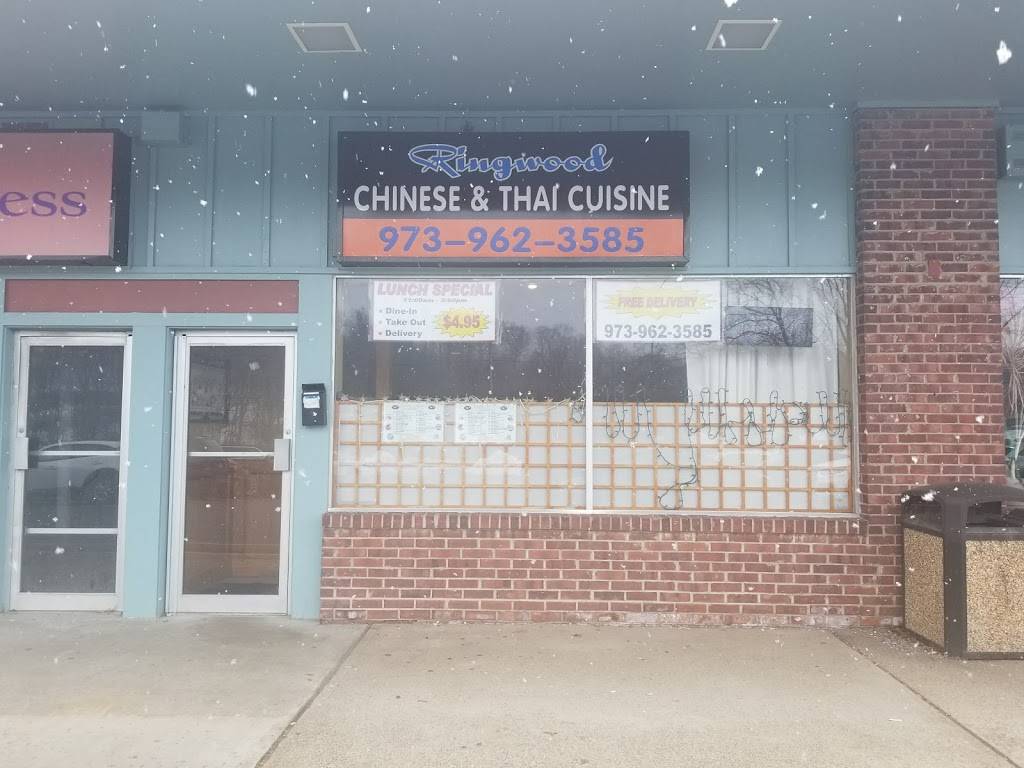 ess
Ringwood
CHINESE & THAI CUISINE
973-962-3585
LUNCH SPECIAL
Dine-In
Take Out
Delivery
$4.95
FREE DELIVERY
973-962-3585